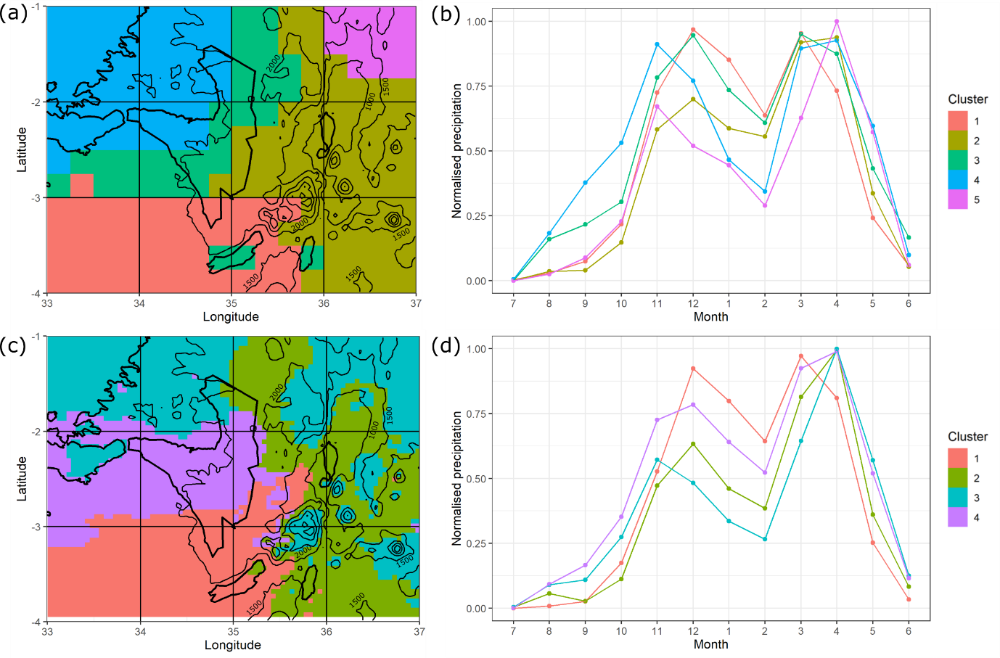 (a)
-1
-2
-3
-4
Latitude
33 34 35 36 37
Longitude
2000
1500
1000
2000
1500
1500
1500
(b)
1.00
0.75
0.50
0.25
0.00
Normalised precipitation
7 8 9 10 11 12 1 2 3 4 5 6
Month
Cluster
1
2
3
4
5
(c)
-1
-2
-3
-4
Latitude
33 34 35 36 37
Longitude
2000
1500
1000
2000
1500
1500
1500
(d)
1.00
0.75
0.50
0.25
0.00
Normalised precipitation
7 8 9 10 11 12 1 2 3 4 5 6
Month
Cluster
1
2
3
4